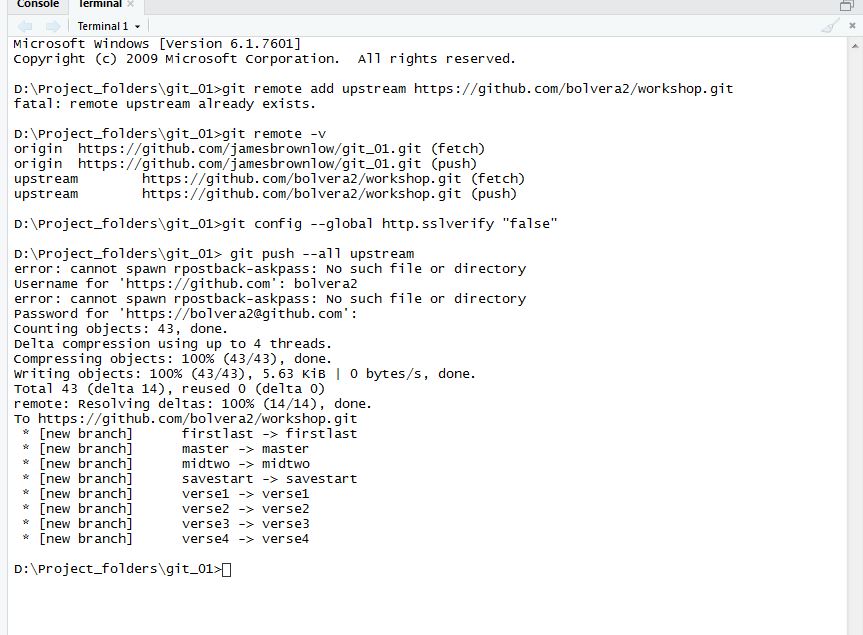 Console Terminal
Terminal 1
Microsoft Windows [Version 6.1.7601]
Copyright (c) 2009 Microsoft Corporation.  All rights reserved.
D:\Project_folders\git_01>git remote add upstream https://github.com/bolvera2/workshop.git
fatal: remote upstream already exists.
D:\Project_folders\git_01>git remote -v
origin  https://github.com/jamesbrownlow/git_01.git (fetch)
origin  https://github.com/jamesbrownlow/git_01.git (push)
upstream        https://github.com/bolvera2/workshop.git (fetch)
upstream        https://github.com/bolvera2/workshop.git (push)
D:\Project_folders\git_01>git config --global http.sslverify "false"
D:\Project_folders\git_01> git push --all upstream
error: cannot spawn rpostback-askpass: No such file or directory
Username for 'https://github.com': bolvera2
error: cannot spawn rpostback-askpass: No such file or directory
Password for 'https://bolvera2@github.com':
Counting objects: 43, done.
Delta compression using up to 4 threads.
Compressing objects: 100% (43/43), done.
Writing objects: 100% (43/43), 5.63 KiB | 0 bytes/s, done.
Total 43 (delta 14), reused 0 (delta 0)
remote: Resolving deltas: 100% (14/14), done.
To https://github.com/bolvera2/workshop.git
 * [new branch]      firstlast -> firstlast
 * [new branch]      master -> master
 * [new branch]      midtwo -> midtwo
 * [new branch]      savestart -> savestart
 * [new branch]      verse1 -> verse1
 * [new branch]      verse2 -> verse2
 * [new branch]      verse3 -> verse3
 * [new branch]      verse4 -> verse4
D:\Project_folders\git_01>